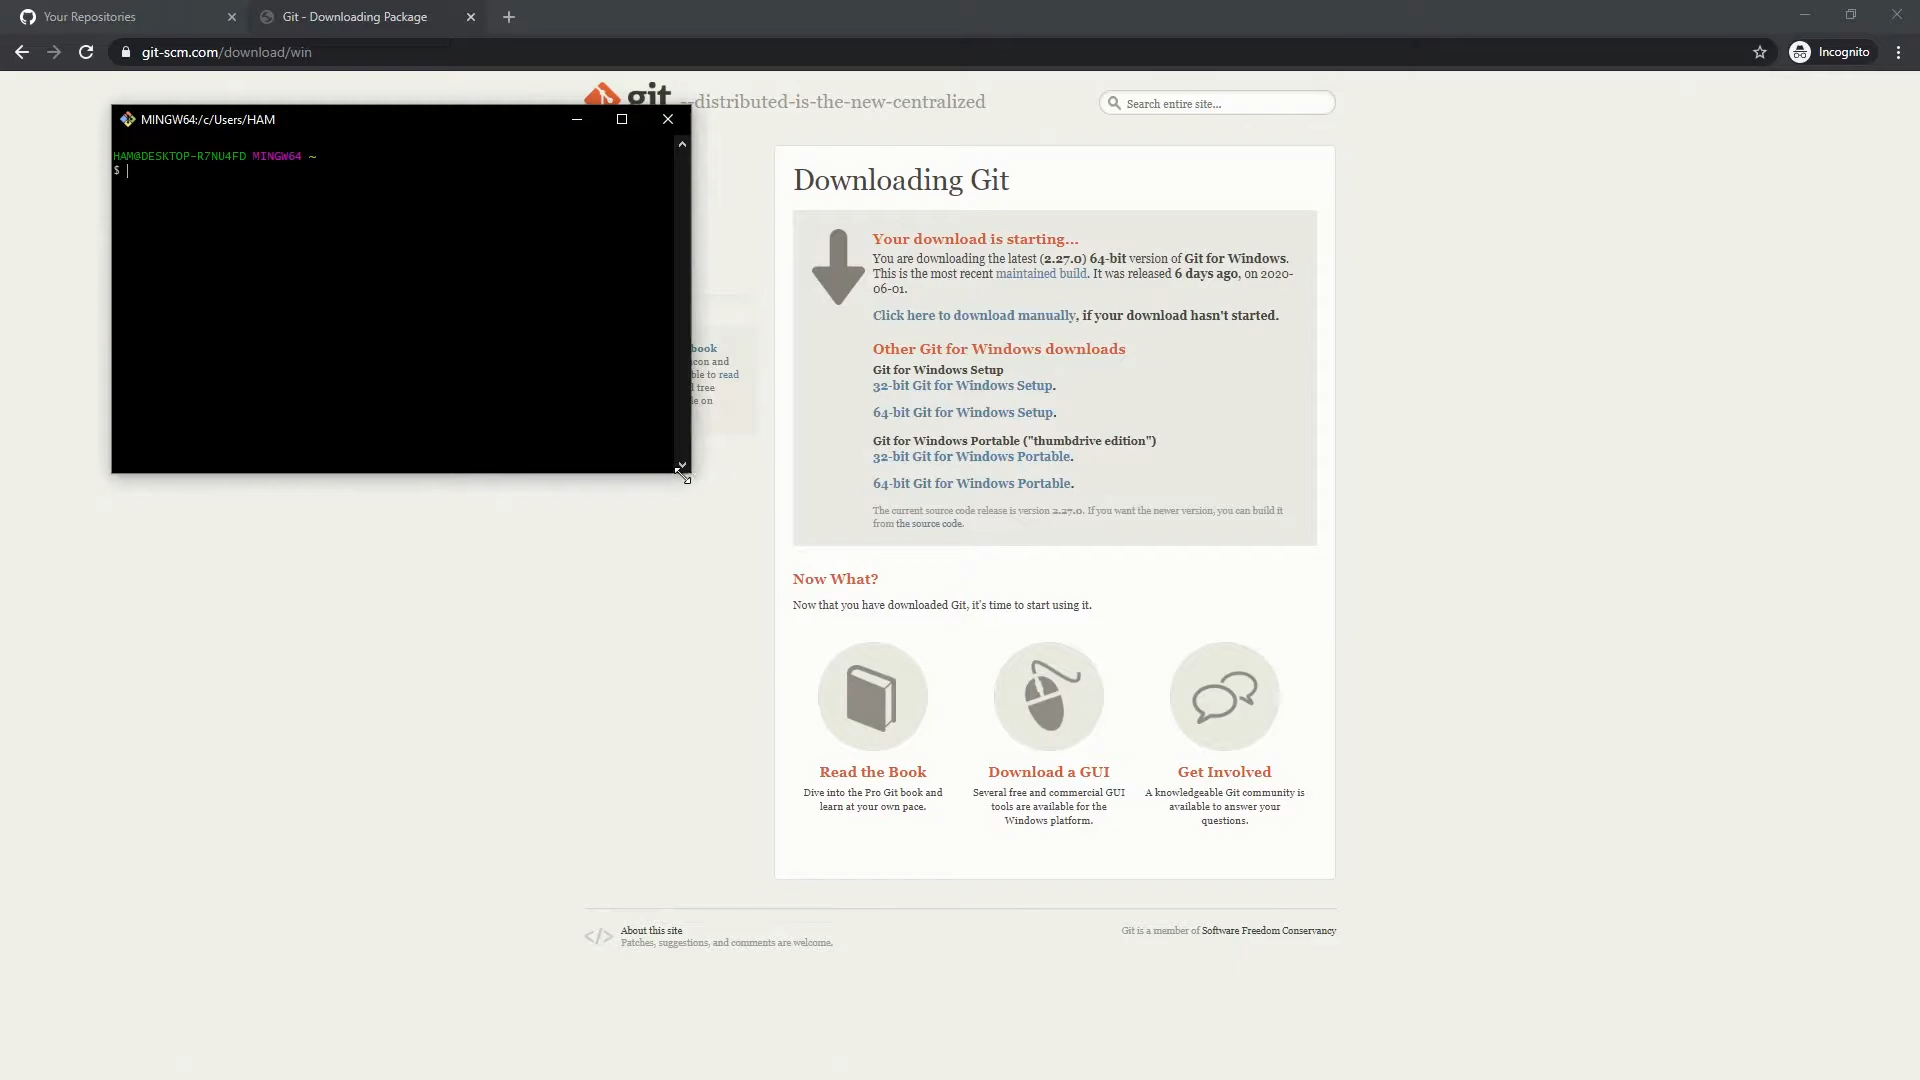 Your Repositories
Git - Downloading Package
git-scm.com/download/win
Incognito
git --distributed-is-the-new-centralized
Search entire site...
MINGW64:/c/Users/HAM
HAM@DESKTOP-R7NU4FD MINGW64 ~
$
book
icon and
ble to read
tree
on
Downloading Git
Your download is starting...
You are downloading the latest (2.27.0) 64-bit version of Git for Windows.
This is the most recent maintained build. It was released 6 days ago, on 2020-
06-01.
Click here to download manually, if your download hasn't started.
Other Git for Windows downloads
Git for Windows Setup
32-bit Git for Windows Setup.
64-bit Git for Windows Setup.
Git for Windows Portable ("thumbdrive edition")
32-bit Git for Windows Portable.
64-bit Git for Windows Portable.
The current source code release is version 2.27.0. If you want the newer version, you can build it
from the source code.
Now What?
Now that you have downloaded Git, it's time to start using it.
Read the Book
Dive into the Pro Git book and
learn at your own pace.
Download a GUI
Several free and commercial GUI
tools are available for the
Windows platform.
Get Involved
A knowledgeable Git community is
available to answer your
questions.
</> About this site
Patches, suggestions, and comments are welcome.
Git is a member of Software Freedom Conservancy